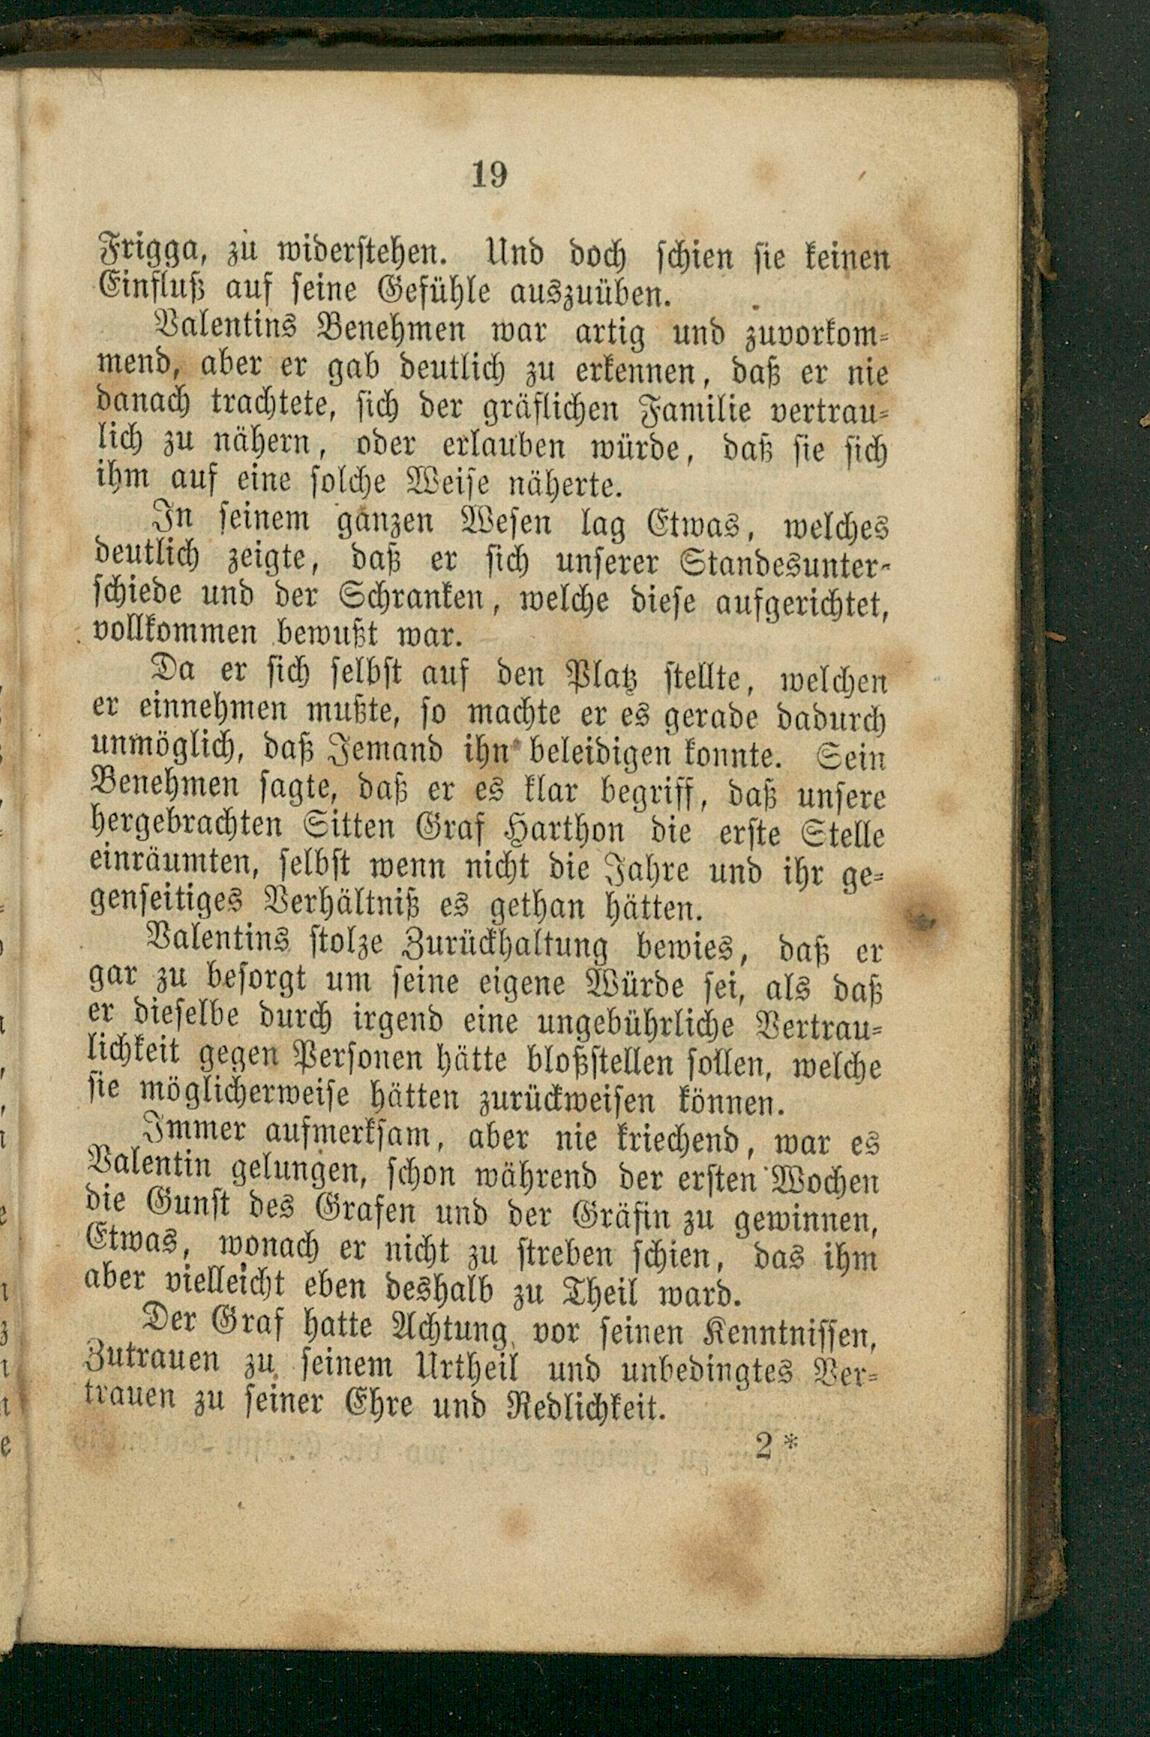 19
Frigga, zu widerstehen. Und doch schien sie keinen
Einfluß auf seine Gefühle auszuüben.
Valentins Benehmen war artig und zuvorkom-
mend, aber er gab deutlich zu erkennen, daß er nie
danach trachtete, sich der gräflichen Familie vertrau-
lich zu nähern, oder erlauben würde, daß sie sich
ihm auf eine solche Weise näherte.
In seinem ganzen Wesen lag Etwas, welches
deutlich zeigte, daß er sich unserer Standesunter-
schiede und der Schranken, welche diese aufgerichtet,
vollkommen bewußt war.
Da er sich selbst auf den Platz stellte, welchen
er einnehmen mußte, so machte er es gerade dadurch
unmöglich, daß Jemand ihn beleidigen konnte. Sein
Benehmen sagte, daß er es klar begriff, daß unsere
hergebrachten Sitten Graf Harthon die erste Stelle
einräumten, selbst wenn nicht die Jahre und ihr ge-
genseitiges Verhältniß es gethan hätten.
Valentins stolze Zurückhaltung bewies, daß er
gar zu besorgt um seine eigene Würde sei, als daß
er dieselbe durch irgend eine ungebührliche Vertrau-
lichkeit gegen Personen hätte bloßstellen sollen, welche
sie möglicherweise hätten zurückweisen können.
Immer aufmerksam, aber nie kriechend, war es
Valentin gelungen, schon während der ersten Wochen
die Gunst des Grafen und der Gräfin zu gewinnen,
Etwas, wonach er nicht zu streben schien, das ihm
aber vielleicht eben deshalb zu Theil ward.
Der Graf hatte Achtung vor seinen Kenntnissen,
Zutrauen zu seinem Urtheil und unbedingtes Ver-
trauen zu seiner Ehre und Redlichkeit.
2*